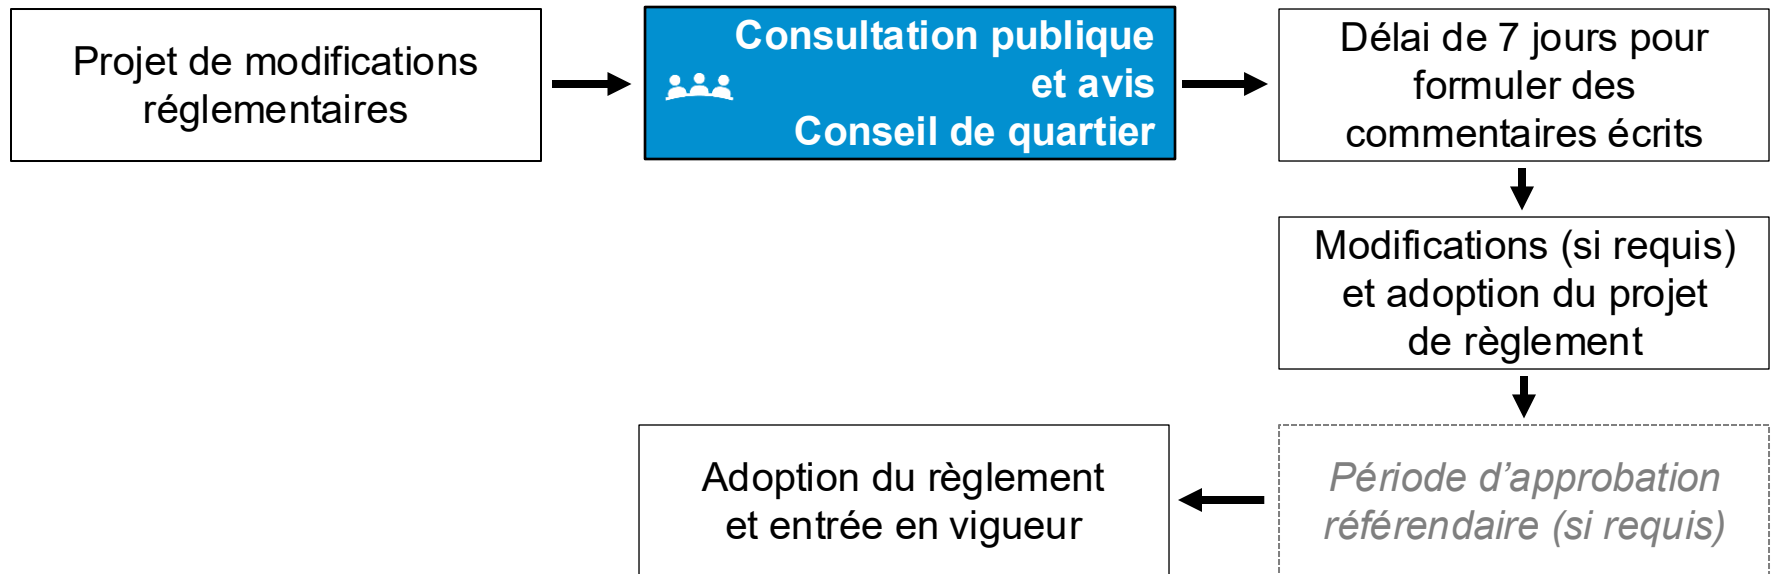 Projet de modifications
réglementaires
Consultation publique
et avis
Conseil de quartier
Délai de 7 jours pour
formuler des
commentaires écrits
Modifications (si requis)
et adoption du projet
de règlement
Période d’approbation
référendaire (si requis)
Adoption du règlement
et entrée en vigueur